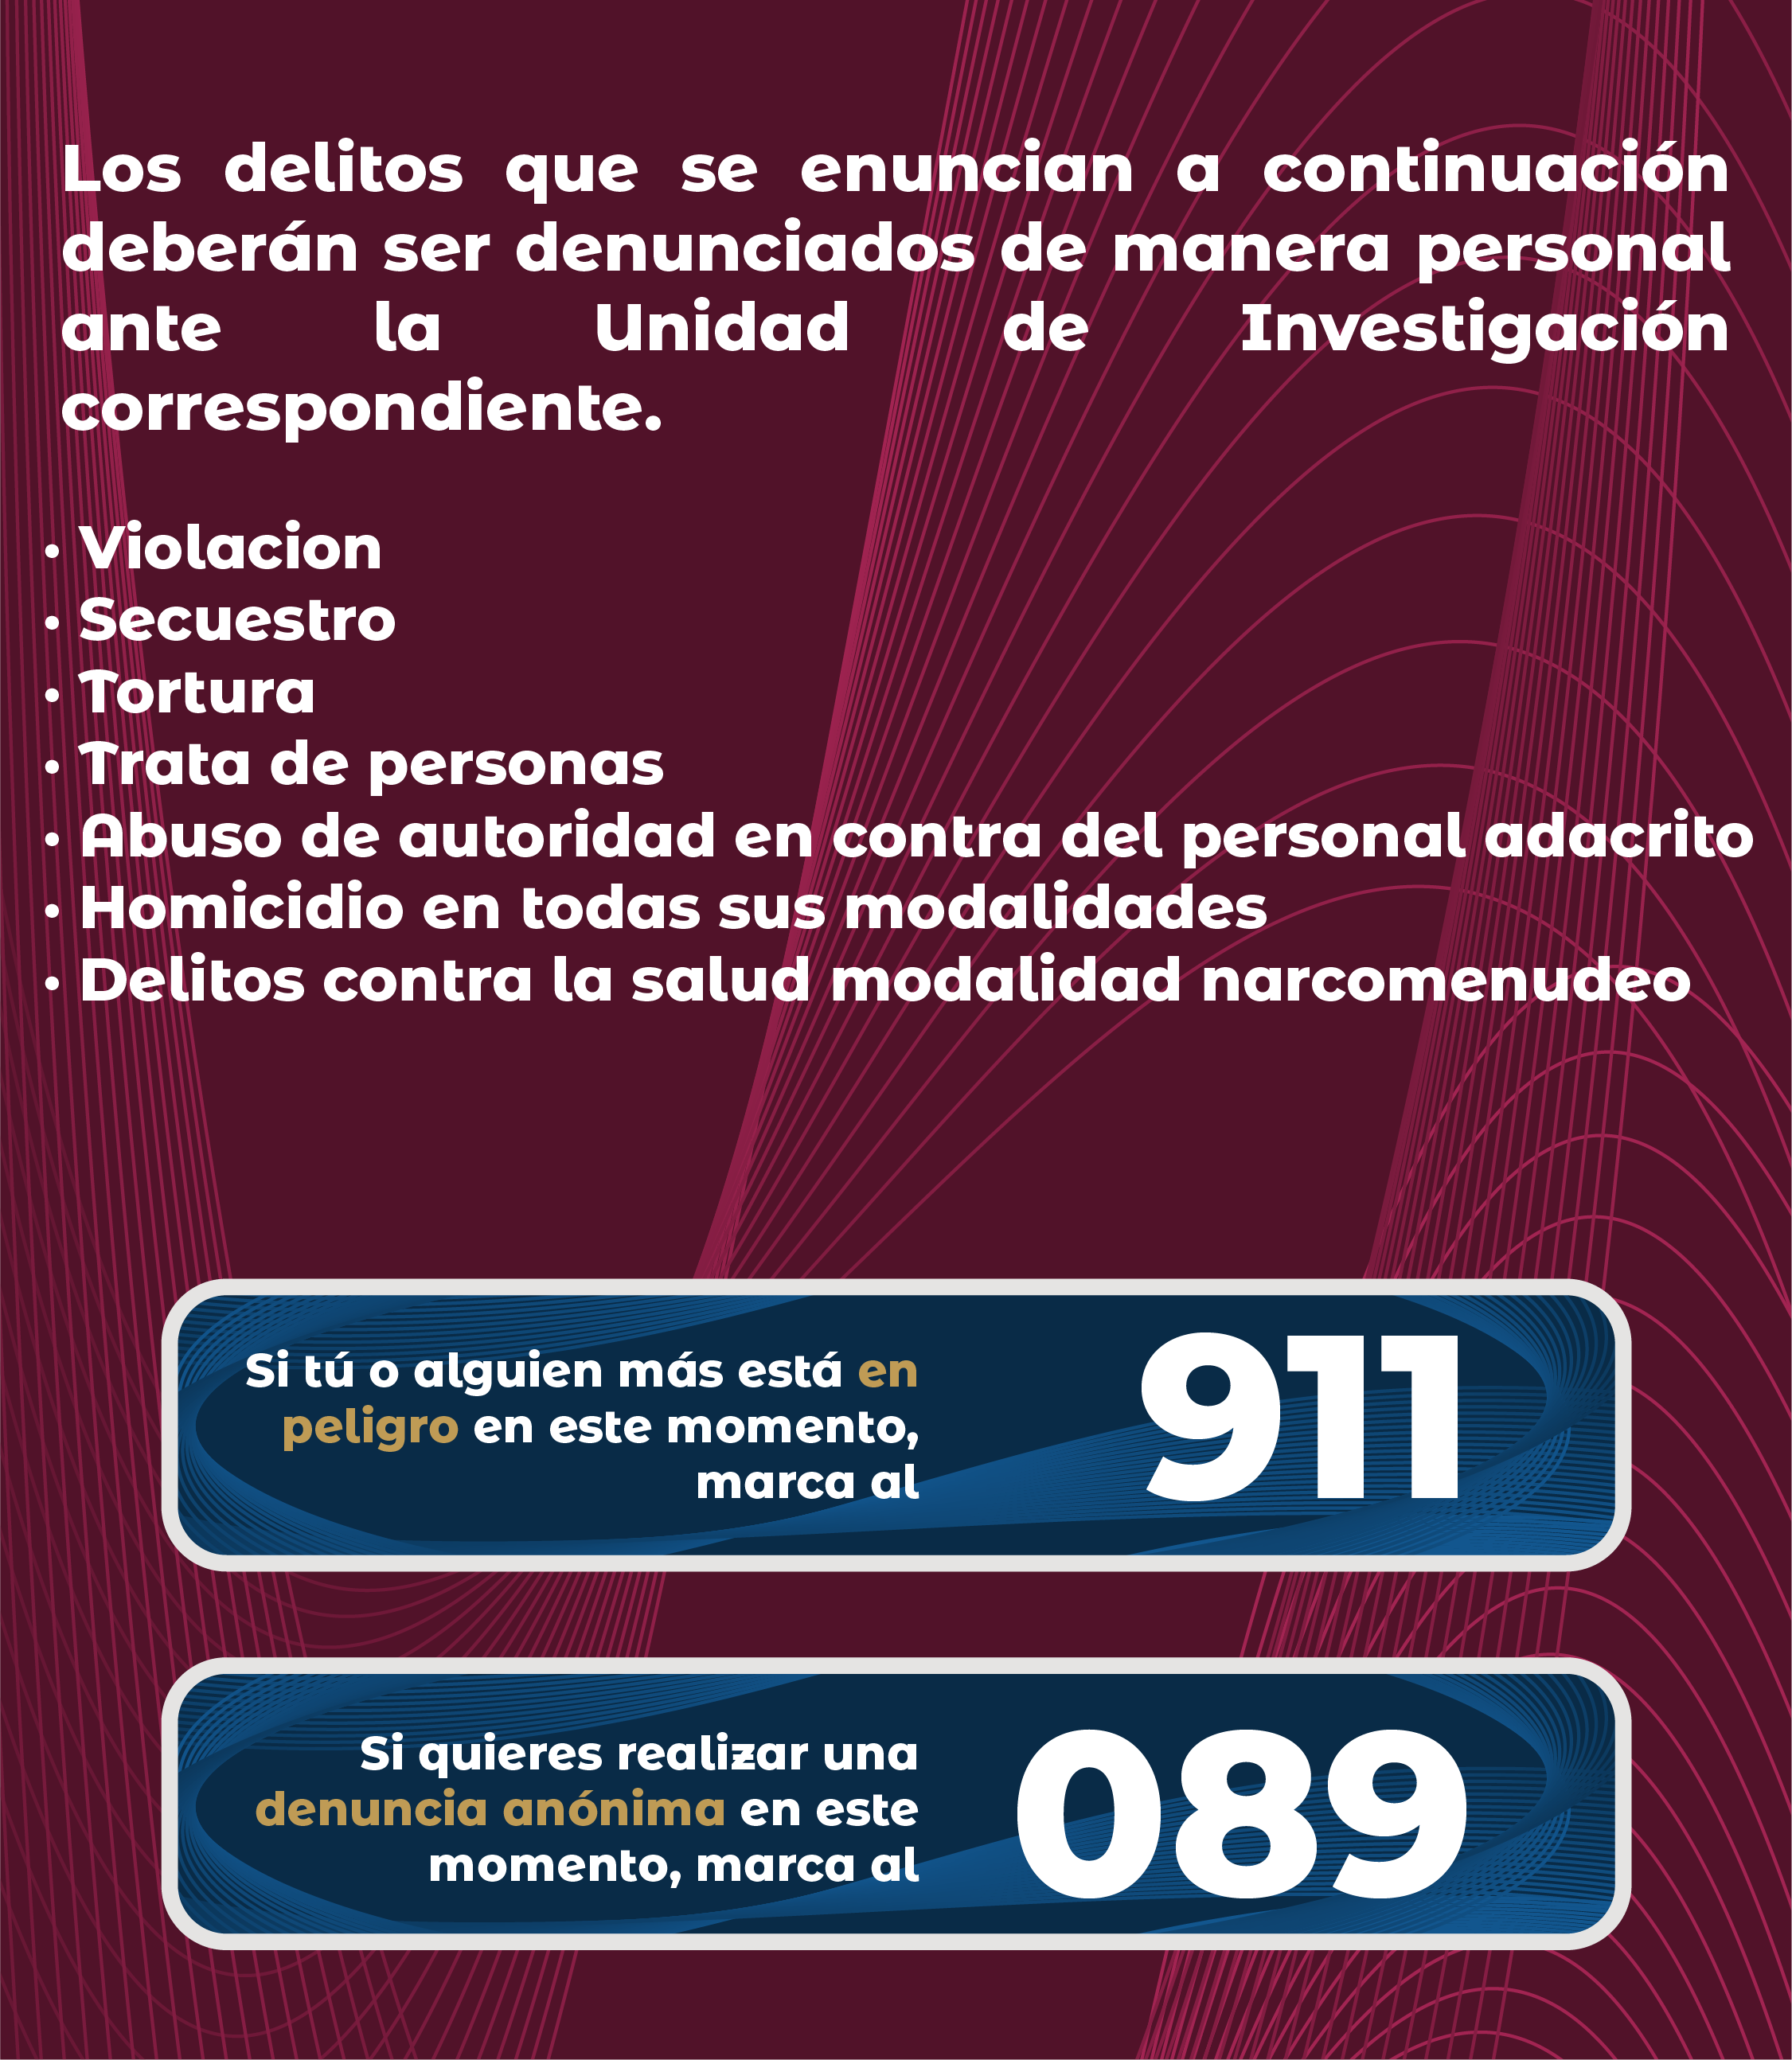 Los delitos que se enuncian a continuación
deberán ser denunciados de manera personal
ante la Unidad de Investigación
correspondiente.
• Violacion
• Secuestro
• Tortura
• Trata de personas
• Abuso de autoridad en contra del personal adacrito
• Homicidio en todas sus modalidades
• Delitos contra la salud modalidad narcomenudeo
Si tú o alguien más está en
peligro en este momento,
marca al
911
Si quieres realizar una
denuncia anónima en este
momento, marca al
089